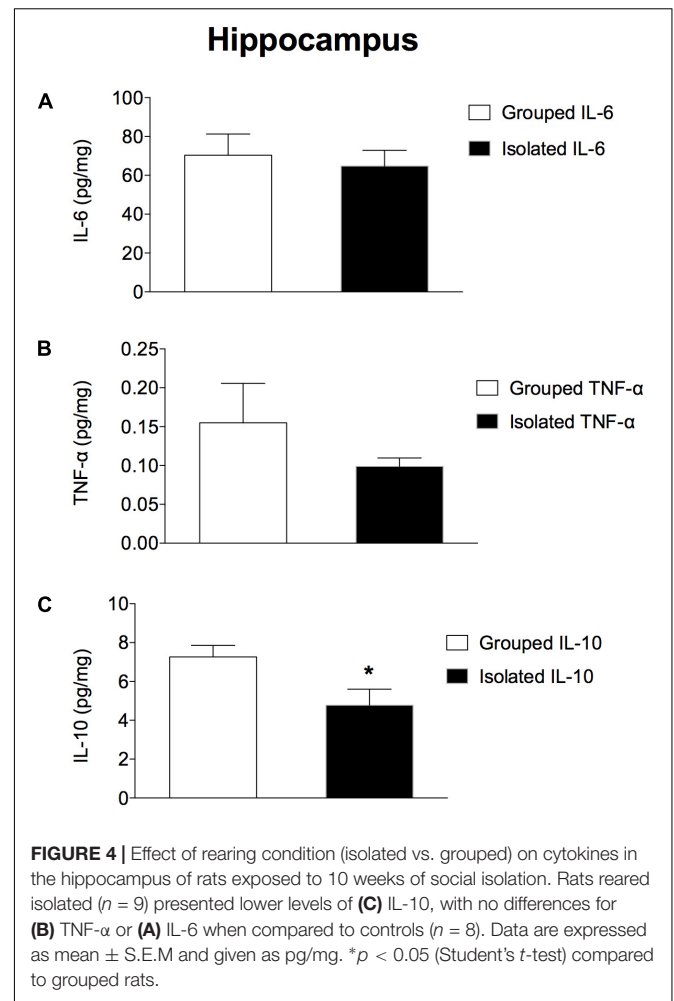 Hippocampus
A
100
80
60
40
20
0
IL-6 (pg/mg)
Grouped IL-6
Isolated IL-6
B
0.25
0.20
0.15
0.10
0.05
0.00
TNF-α (pg/mg)
Grouped TNF-α
Isolated TNF-α
C
10
8
6
4
2
0
IL-10 (pg/mg)
*
Grouped IL-10
Isolated IL-10
FIGURE 4 | Effect of rearing condition (isolated vs. grouped) on cytokines in
the hippocampus of rats exposed to 10 weeks of social isolation. Rats reared
isolated (n = 9) presented lower levels of (C) IL-10, with no differences for
(B) TNF-α or (A) IL-6 when compared to controls (n = 8). Data are expressed
as mean ± S.E.M and given as pg/mg. *p < 0.05 (Student's t-test) compared
to grouped rats.